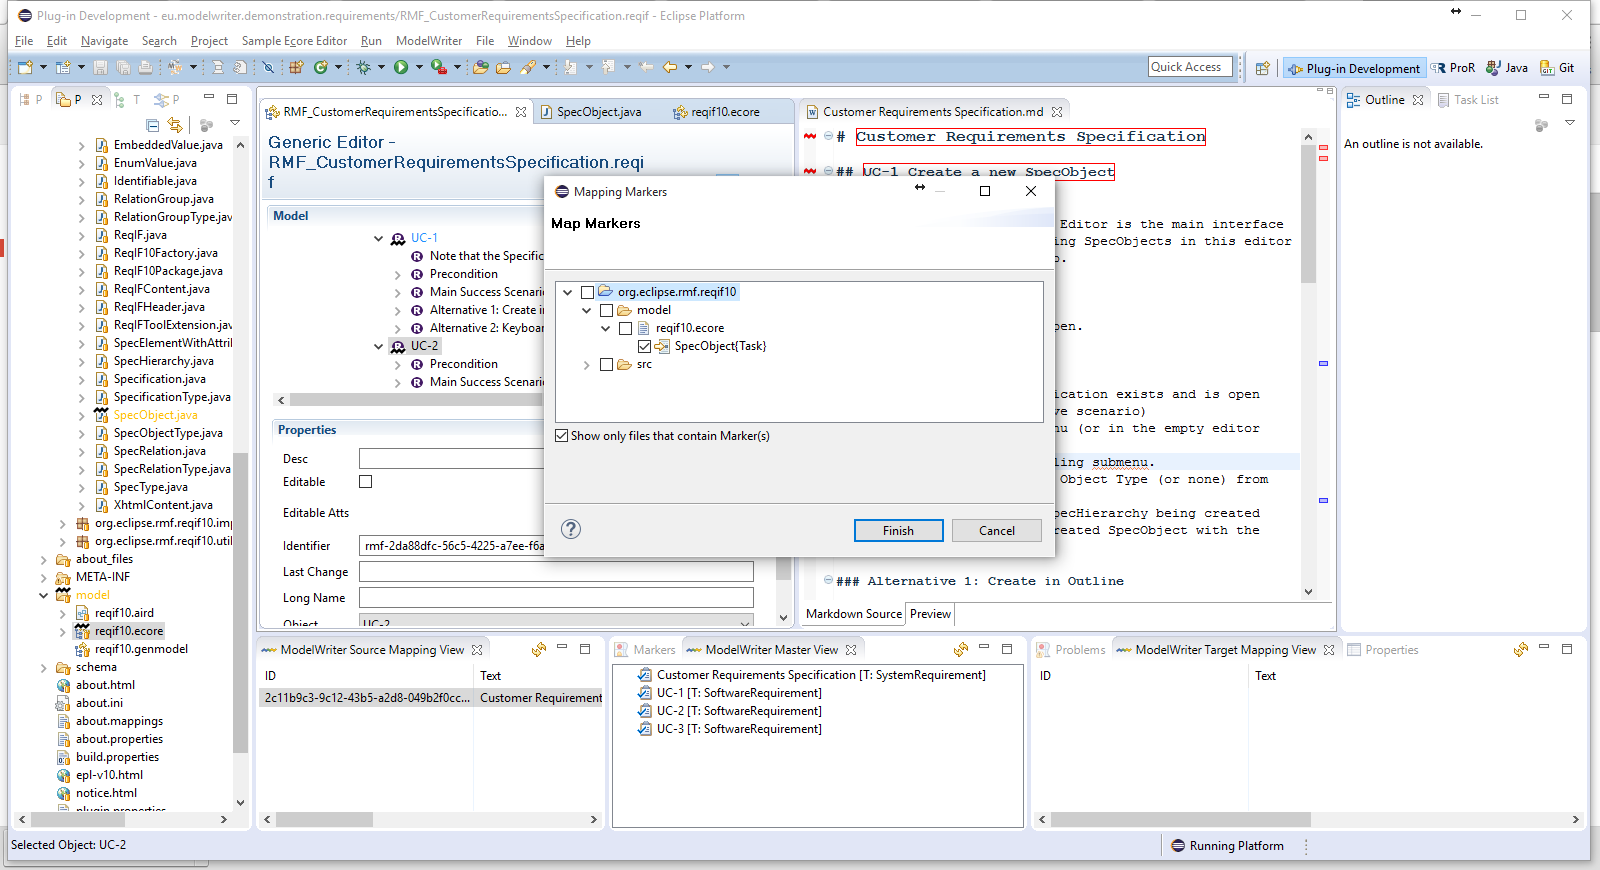 Plug-in Development - eu.modelwriter.demonstration.requirements/RMF_CustomerRequirementsSpecification.reqif - Eclipse Platform
File Edit Navigate Search Project Sample Ecore Editor Run ModelWriter File Window Help
Quick Access
Plug-in Development ProR Java Git
P P T P
EmbeddedValue.java
EnumValue.java
Identifiable.java
RelationGroup.java
RelationGroupType.jav
ReqIF.java
ReqIF10Factory.java
ReqIF10Package.java
ReqIFContent.java
ReqIFHeader.java
ReqIFToolExtension.jav
SpecElementWithAttri
SpecHierarchy.java
Specification.java
SpecificationType.java
SpecObject.java
SpecObjectType.java
SpecRelation.java
SpecRelationType.java
SpecType.java
XhtmlContent.java
org.eclipse.rmf.reqif10.imp
org.eclipse.rmf.reqif10.util
about_files
META-INF
model
reqif10.aird
reqif10.ecore
reqif10.genmodel
schema
about.html
about.ini
about.mappings
about.properties
build.properties
epl-v10.html
notice.html
plugin.properties
RMF_CustomerRequirementsSpecificatio... SpecObject.java reqif10.ecore
Generic Editor -
RMF_CustomerRequirementsSpecification.reqi
f
Model
UC-1
Note that the Specific
Precondition
Main Success Scenari
Alternative 1: Create i
Alternative 2: Keyboar
UC-2
Precondition
Main Success Scenari
Properties
Desc
Editable
Editable Atts
Identifier rmf-2da88dfc-56c5-4225-a7ee-f6a
Last Change
Long Name
Object UC-2
Customer Requirements Specification.md
# Customer Requirements Specification
## UC-1 Create a new SpecObject
Editor is the main interface
ng SpecObjects in this editor
o.
pen.
ication exists and is open
ve scenario)
nu (or in the empty editor
ling submenu.
Object Type (or none) from
pecHierarchy being created
reated SpecObject with the
### Alternative 1: Create in Outline
Markdown Source Preview
Mapping Markers
Map Markers
org.eclipse.rmf.reqif10
model
reqif10.ecore
SpecObject{Task}
src
Show only files that contain Marker(s)
?
Finish Cancel
Outline Task List
An outline is not available.
ModelWriter Source Mapping View
ID Text
2c11b9c3-9c12-43b5-a2d8-049b2f0cc... Customer Requirement
Markers ModelWriter Master View
Customer Requirements Specification [T: SystemRequirement]
UC-1 [T: SoftwareRequirement]
UC-2 [T: SoftwareRequirement]
UC-3 [T: SoftwareRequirement]
Problems ModelWriter Target Mapping View Properties
ID Text
Selected Object: UC-2
Running Platform